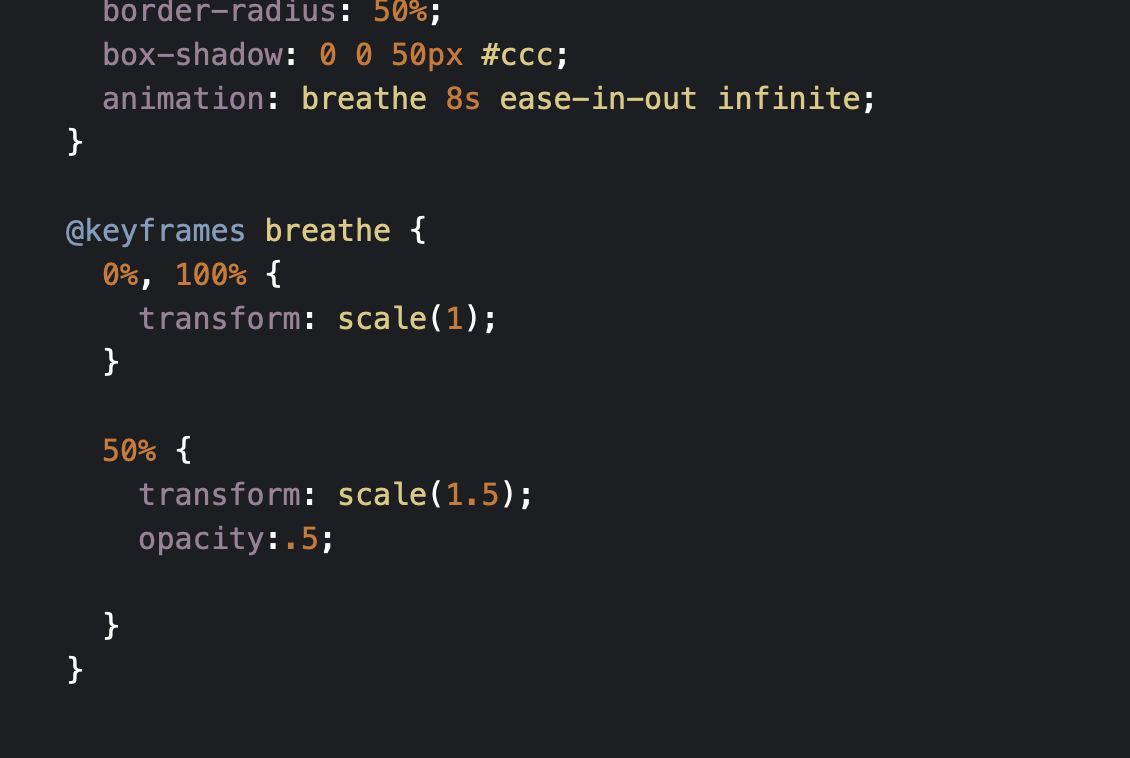 border-radius: 50%;
box-shadow: 0 0 50px #ccc;
animation: breathe 8s ease-in-out infinite;
}
@keyframes breathe {
0%, 100% {
transform: scale(1);
}
50% {
transform: scale(1.5);
opacity:.5;
}
}